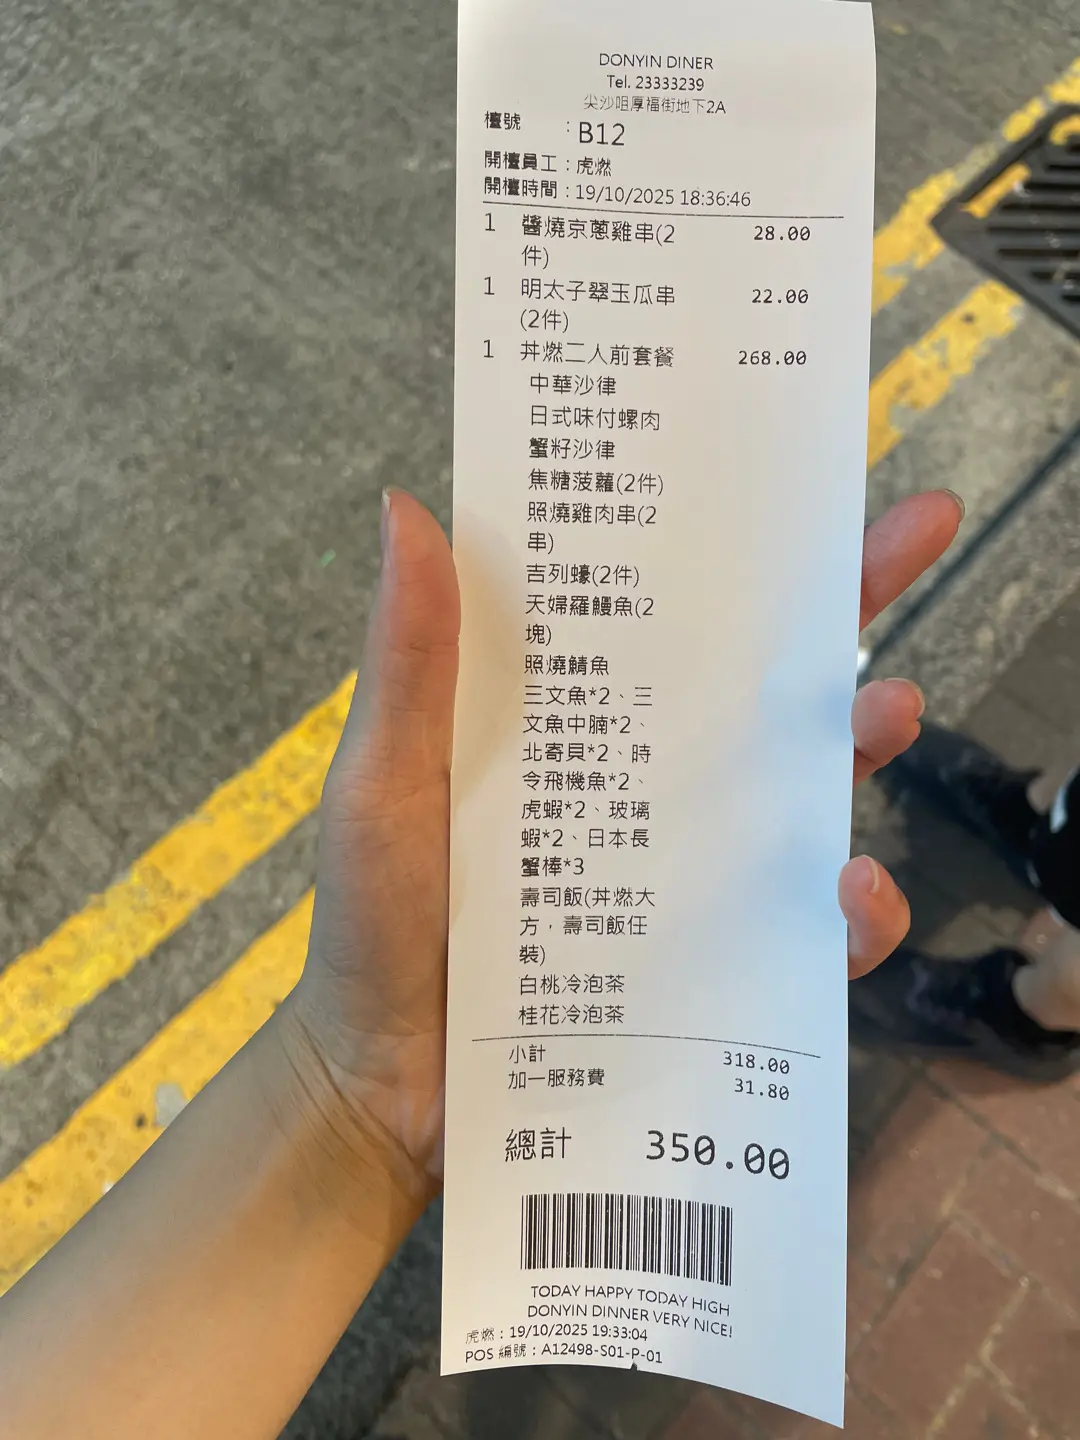 DONYIN DINER
Tel. 23333239
尖沙咀厚福街地下2A
檯號 : B12
開檯員工 : 虎燃
開檯時間 : 19/10/2025 18:36:46
1 醬燒京蔥雞串(2 28.00
件)
1 明太子翠玉瓜串 22.00
(2件)
1 丼燃二人前套餐 268.00
中華沙律
日式味付螺肉
蟹籽沙律
焦糖菠蘿(2件)
照燒雞肉串(2
串)
吉列蠔(2件)
天婦羅鰻魚(2
塊)
照燒鯖魚
三文魚*2、三
文魚中腩*2、
北寄貝*2、時
令飛機魚*2、
虎蝦*2、玻璃
蝦*2、日本長
蟹棒*3
壽司飯(丼燃大
方，壽司飯任
裝)
白桃冷泡茶
桂花冷泡茶
小計 318.00
加一服務費 31.80
總計 350.00
TODAY HAPPY TODAY HIGH
DONYIN DINNER VERY NICE!
虎燃 : 19/10/2025 19:33:04
POS 編號 : A12498-S01-P-01